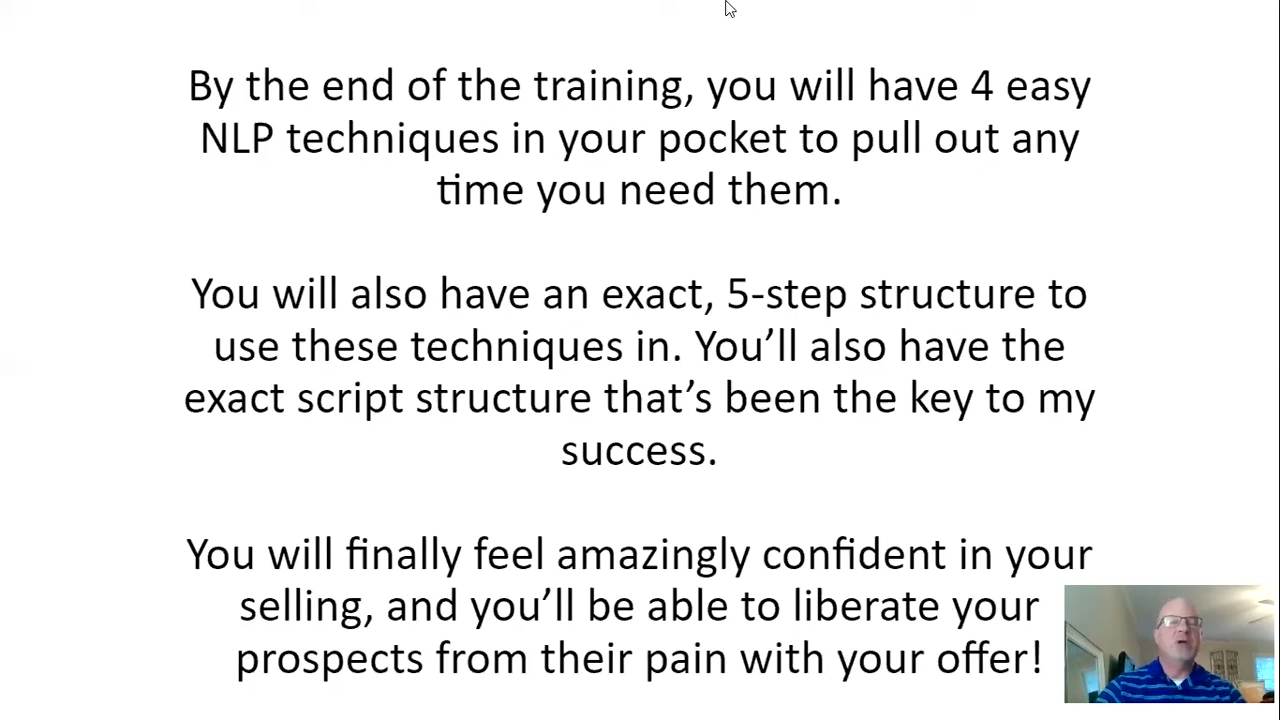 By the end of the training, you will have 4 easy
NLP techniques in your pocket to pull out any
time you need them.
You will also have an exact, 5-step structure to
use these techniques in. You’ll also have the
exact script structure that’s been the key to my
success.
You will finally feel amazingly confident in your
selling, and you’ll be able to liberate your
prospects from their pain with your offer!